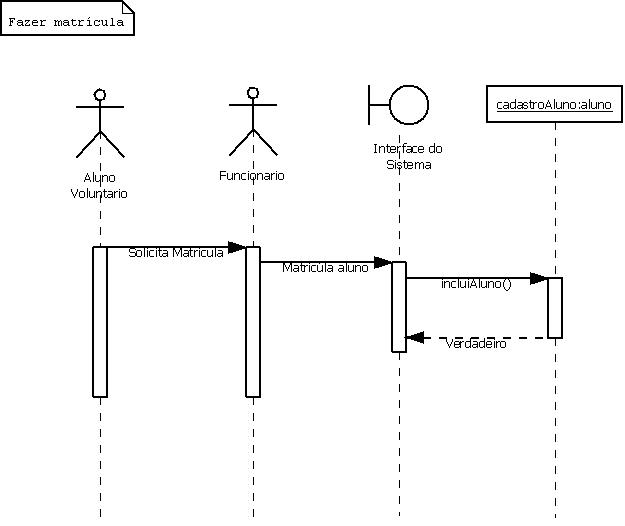 Fazer matrícula
cadastroAluno:aluno
Interface do
Sistema
Funcionario
Aluno
Voluntario
Solicita Matricula
Matricula aluno
incluiAluno()
Verdadeiro